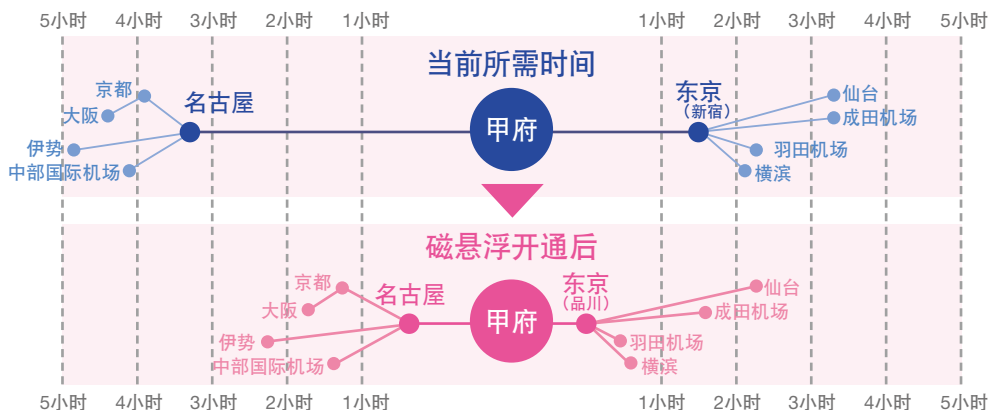 5小时 4小时 3小时 2小时 1小时 1小时 2小时 3小时 4小时 5小时
当前所需时间
京都
名古屋
大阪
伊势
中部国际机场
甲府
东京
（新宿）
仙台
成田机场
羽田机场
横滨
磁悬浮开通后
京都
名古屋
大阪
伊势
中部国际机场
甲府
东京
（品川）
仙台
成田机场
羽田机场
横滨
5小时 4小时 3小时 2小时 1小时 1小时 2小时 3小时 4小时 5小时